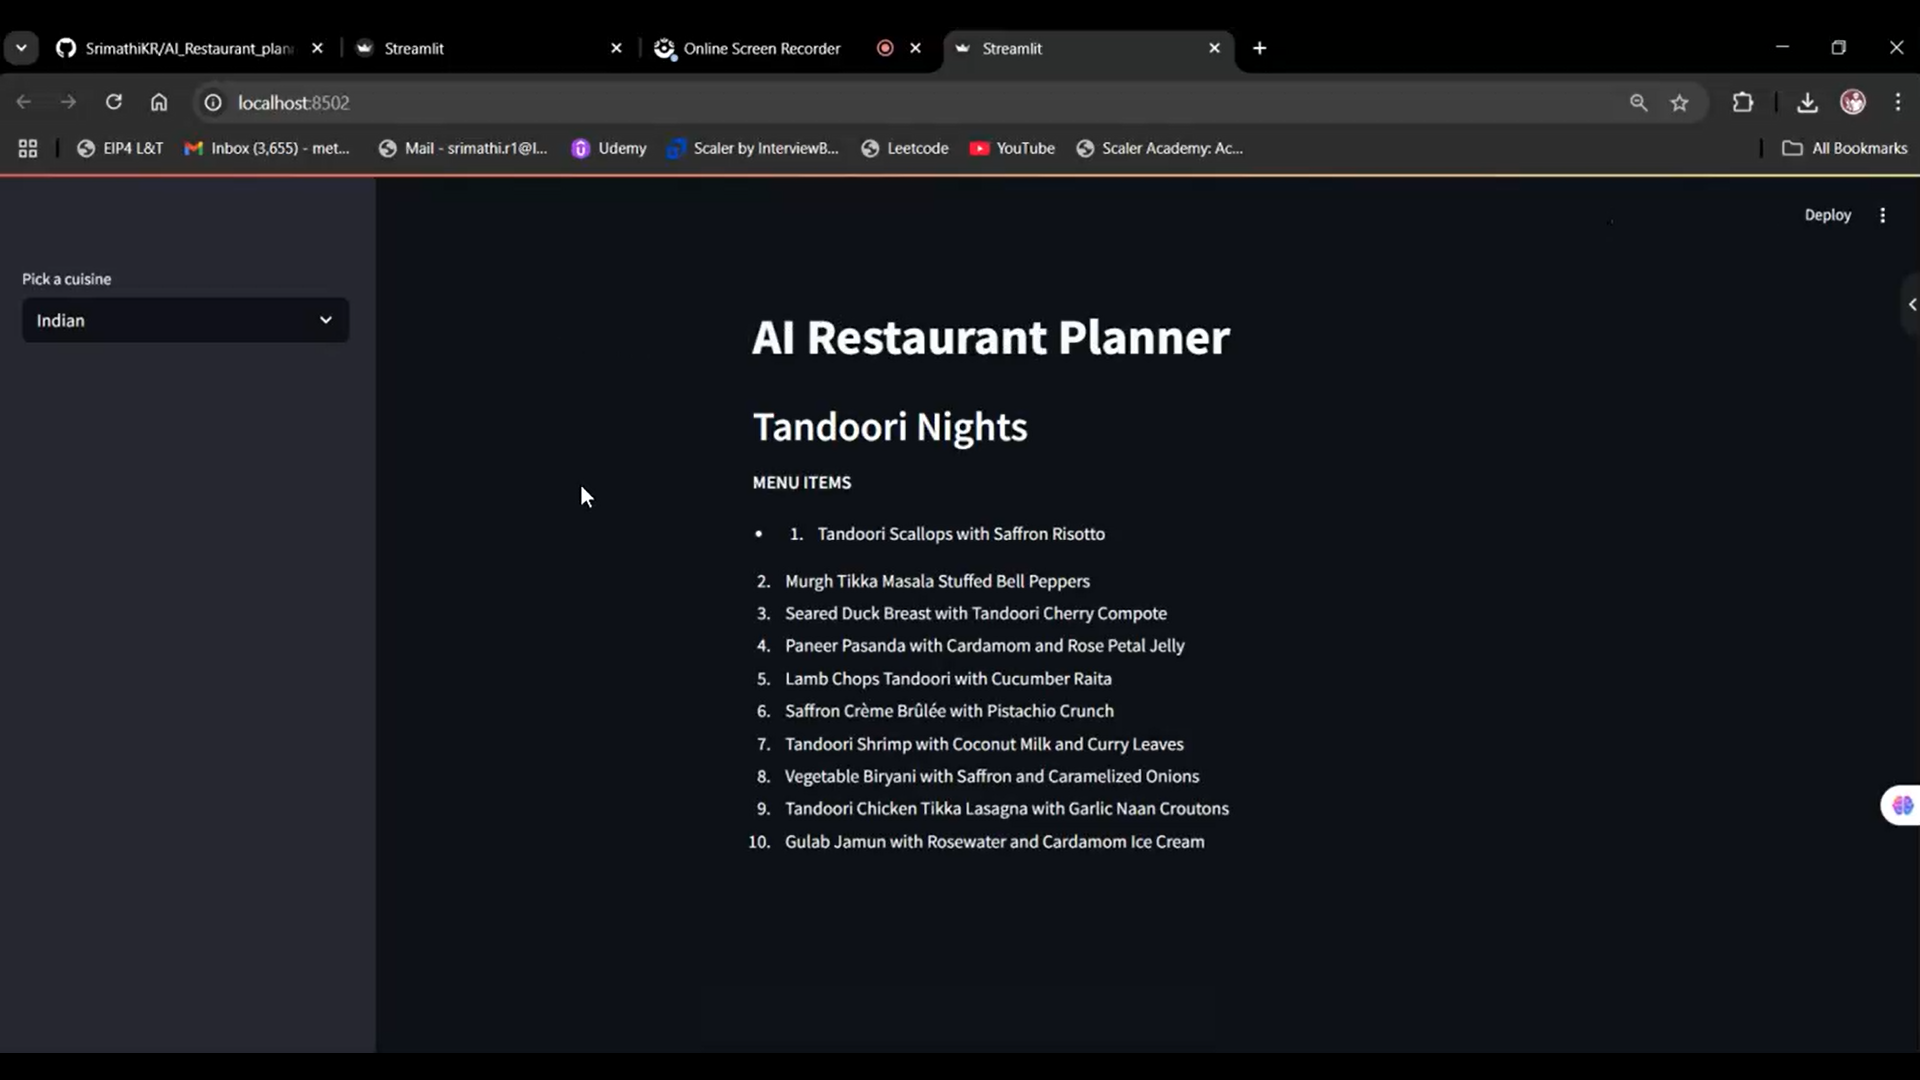 SrimathiKR/AI_Restaurant_plan
Streamlit
Online Screen Recorder
Streamlit
localhost:8502
EIP4 L&T
Inbox (3,655) - met...
Mail - srimathi.r1@l...
Udemy
Scaler by InterviewB...
Leetcode
YouTube
Scaler Academy: Ac...
All Bookmarks
Deploy
Pick a cuisine
Indian
AI Restaurant Planner
Tandoori Nights
MENU ITEMS
• 1. Tandoori Scallops with Saffron Risotto
2. Murgh Tikka Masala Stuffed Bell Peppers
3. Seared Duck Breast with Tandoori Cherry Compote
4. Paneer Pasanda with Cardamom and Rose Petal Jelly
5. Lamb Chops Tandoori with Cucumber Raita
6. Saffron Crème Brûlée with Pistachio Crunch
7. Tandoori Shrimp with Coconut Milk and Curry Leaves
8. Vegetable Biryani with Saffron and Caramelized Onions
9. Tandoori Chicken Tikka Lasagna with Garlic Naan Croutons
10. Gulab Jamun with Rosewater and Cardamom Ice Cream